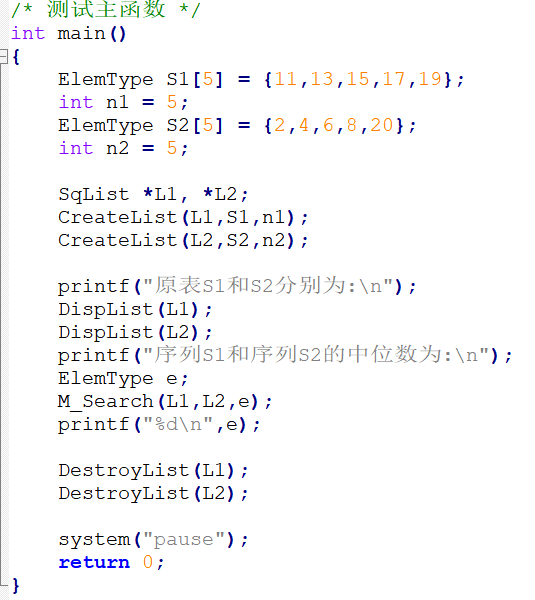 /* 测试主函数 */
int main()
{
    ElemType S1[5] = {11,13,15,17,19};
    int n1 = 5;
    ElemType S2[5] = {2,4,6,8,20};
    int n2 = 5;

    SqList *L1, *L2;
    CreateList(L1,S1,n1);
    CreateList(L2,S2,n2);

    printf("原表S1和S2分别为:\n");
    DispList(L1);
    DispList(L2);
    printf("序列S1和序列S2的中位数为:\n");
    ElemType e;
    M_Search(L1,L2,e);
    printf("%d\n",e);

    DestroyList(L1);
    DestroyList(L2);

    system("pause");
    return 0;
}